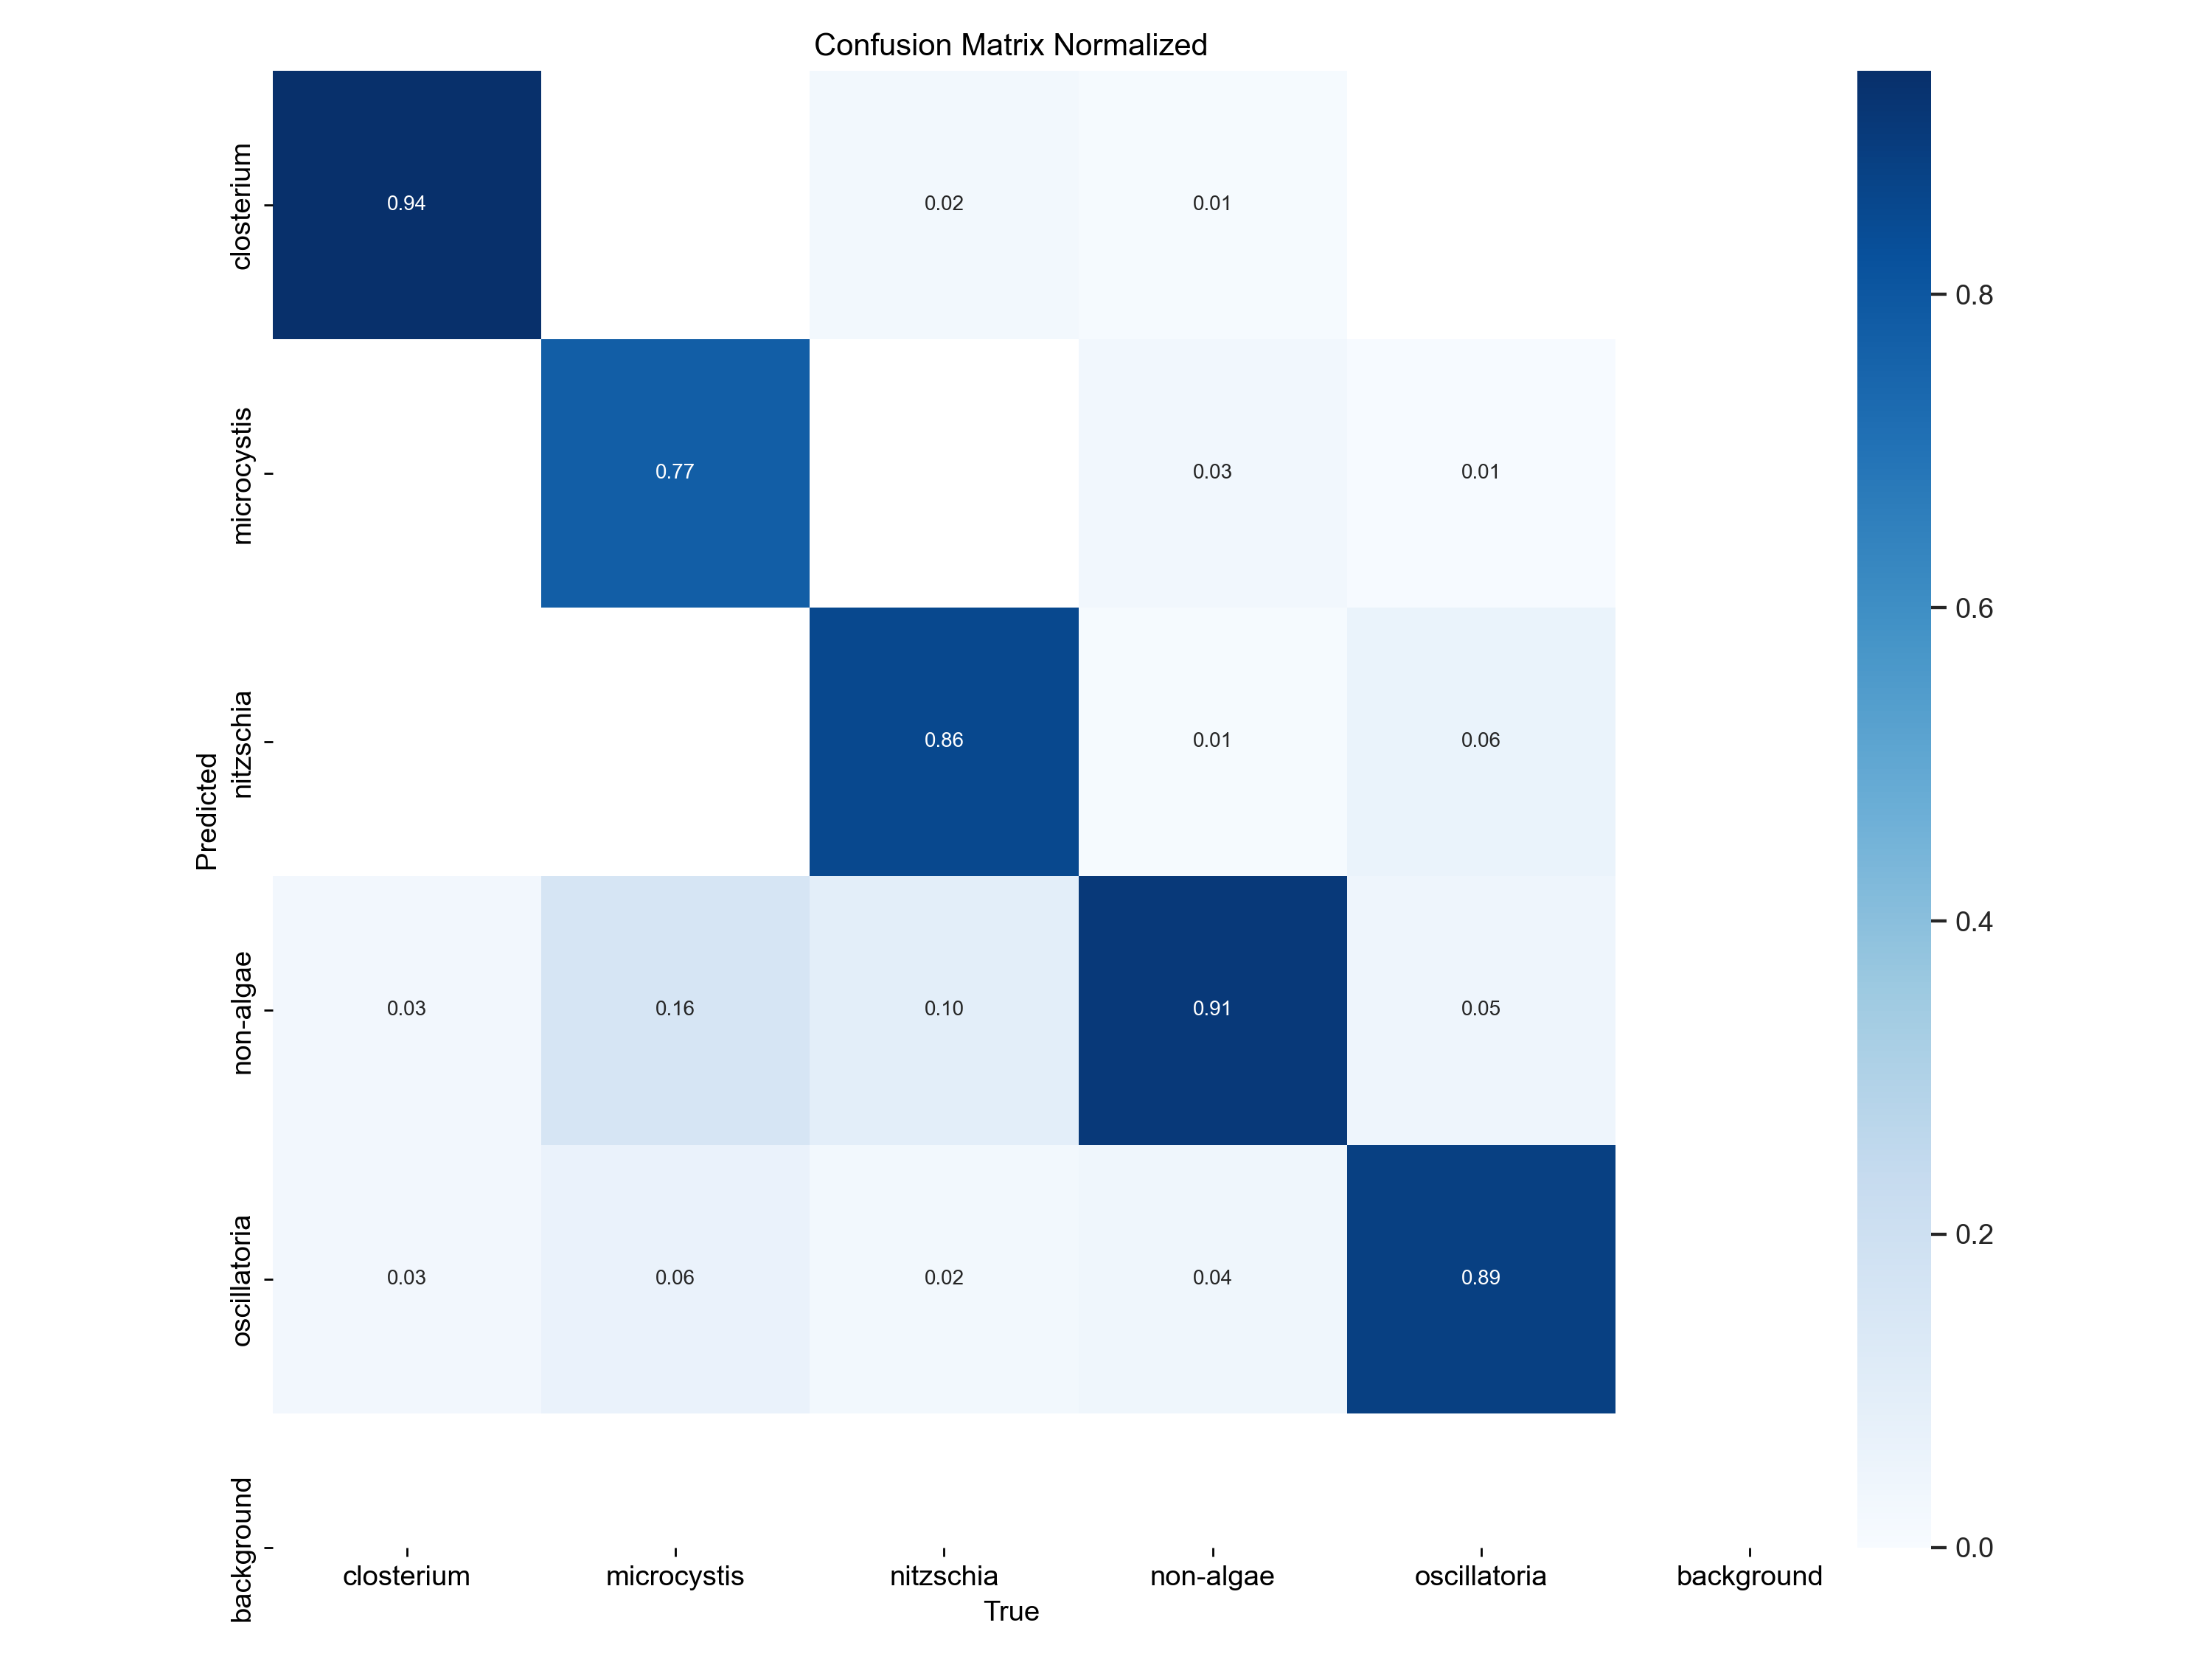 Confusion Matrix Normalized
closterium
0.94
0.02
0.01
0.8
microcystis
0.77
0.03
0.01
0.6
Predicted
nitzschia
0.86
0.01
0.06
0.4
non-algae
0.03
0.16
0.10
0.91
0.05
0.2
oscillatoria
0.03
0.06
0.02
0.04
0.89
background
0.0
closterium
microcystis
nitzschia
non-algae
oscillatoria
background
True